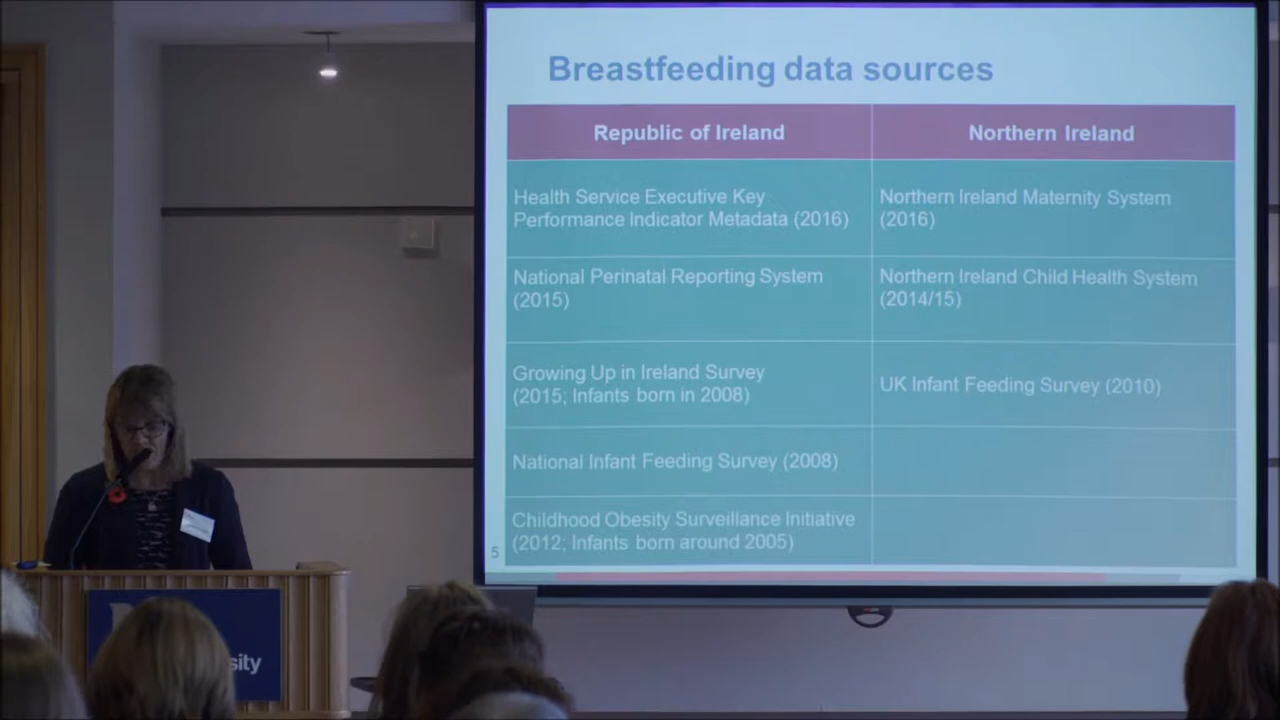 Breastfeeding data sources
Republic of Ireland
Northern Ireland
Health Service Executive Key
Performance Indicator Metadata (2016)
Northern Ireland Maternity System
(2016)
National Perinatal Reporting System
(2015)
Northern Ireland Child Health System
(2014/15)
Growing Up in Ireland Survey
(2015; Infants born in 2008)
UK Infant Feeding Survey (2010)
National Infant Feeding Survey (2008)
Childhood Obesity Surveillance Initiative
(2012; Infants born around 2005)
5
sity